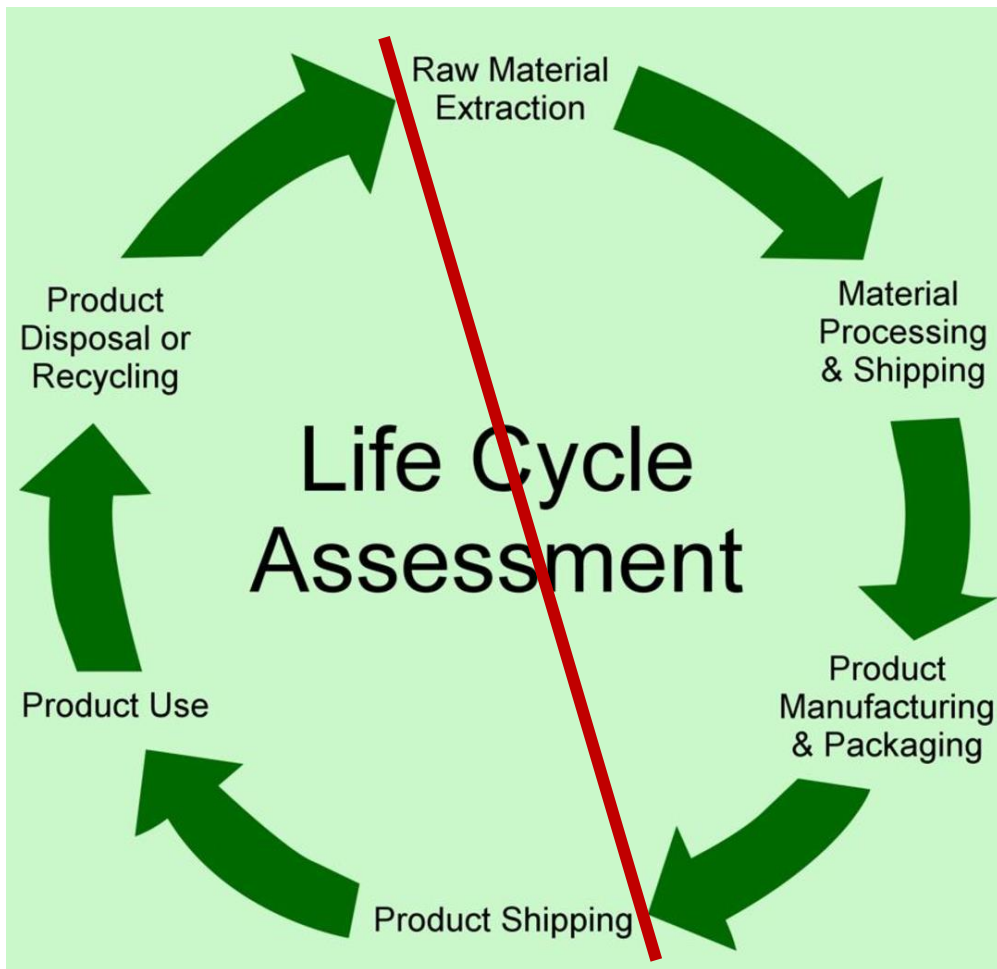 Raw Material
Extraction
Material
Processing
& Shipping
Product
Manufacturing
& Packaging
Product Shipping
Product Use
Product
Disposal or
Recycling
Life Cycle
Assessment